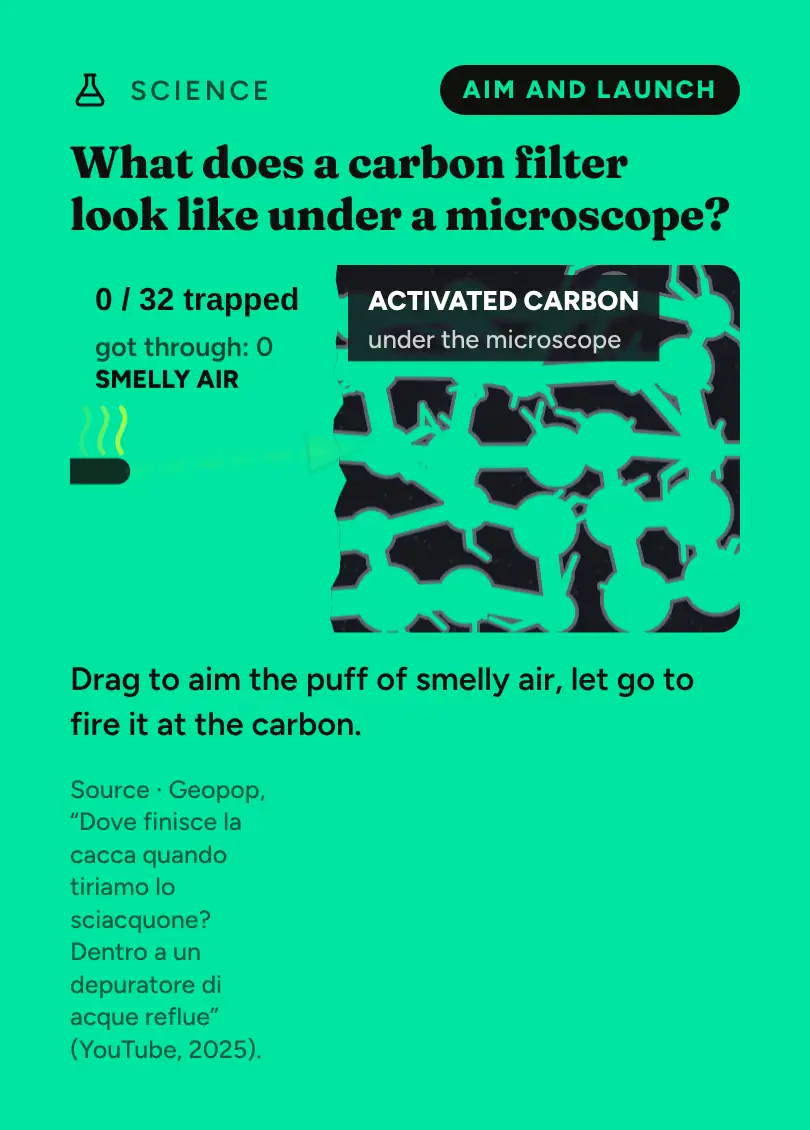 SCIENCE
AIM AND LAUNCH
What does a carbon filter
look like under a microscope?
0 / 32 trapped
got through: 0
SMELLY AIR
ACTIVATED CARBON
under the microscope
Drag to aim the puff of smelly air, let go to
fire it at the carbon.
Source · Geopop,
“Dove finisce la
cacca quando
tiriamo lo
sciacquone?
Dentro a un
depuratore di
acque reflue”
(YouTube, 2025).